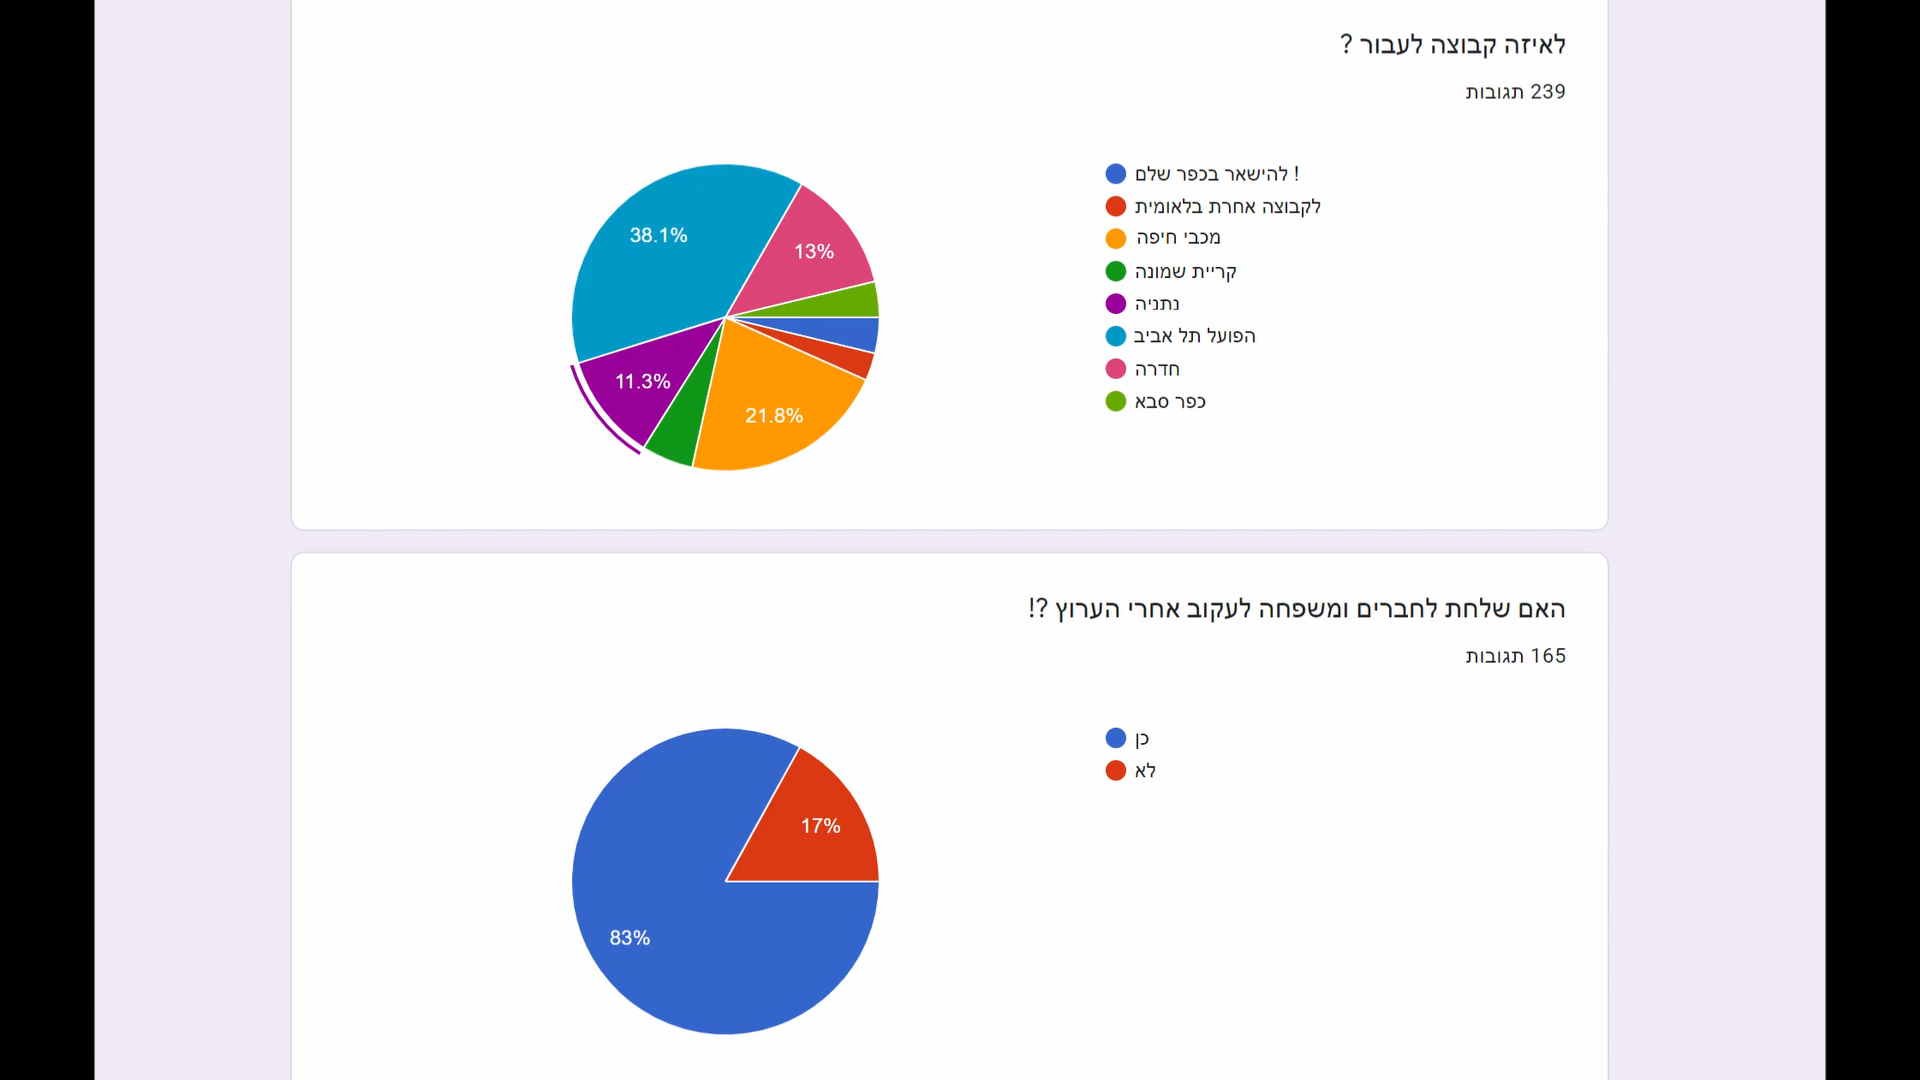 לאיזה קבוצה לעבור ?
239 תגובות
להישאר בכפר שלם !
לקבוצה אחרת בלאומית
מכבי חיפה
קריית שמונה
נתניה
הפועל תל אביב
חדרה
כפר סבא
38.1%
13%
11.3%
21.8%
האם שלחת לחברים ומשפחה לעקוב אחרי הערוץ ?!
165 תגובות
כן
לא
17%
83%